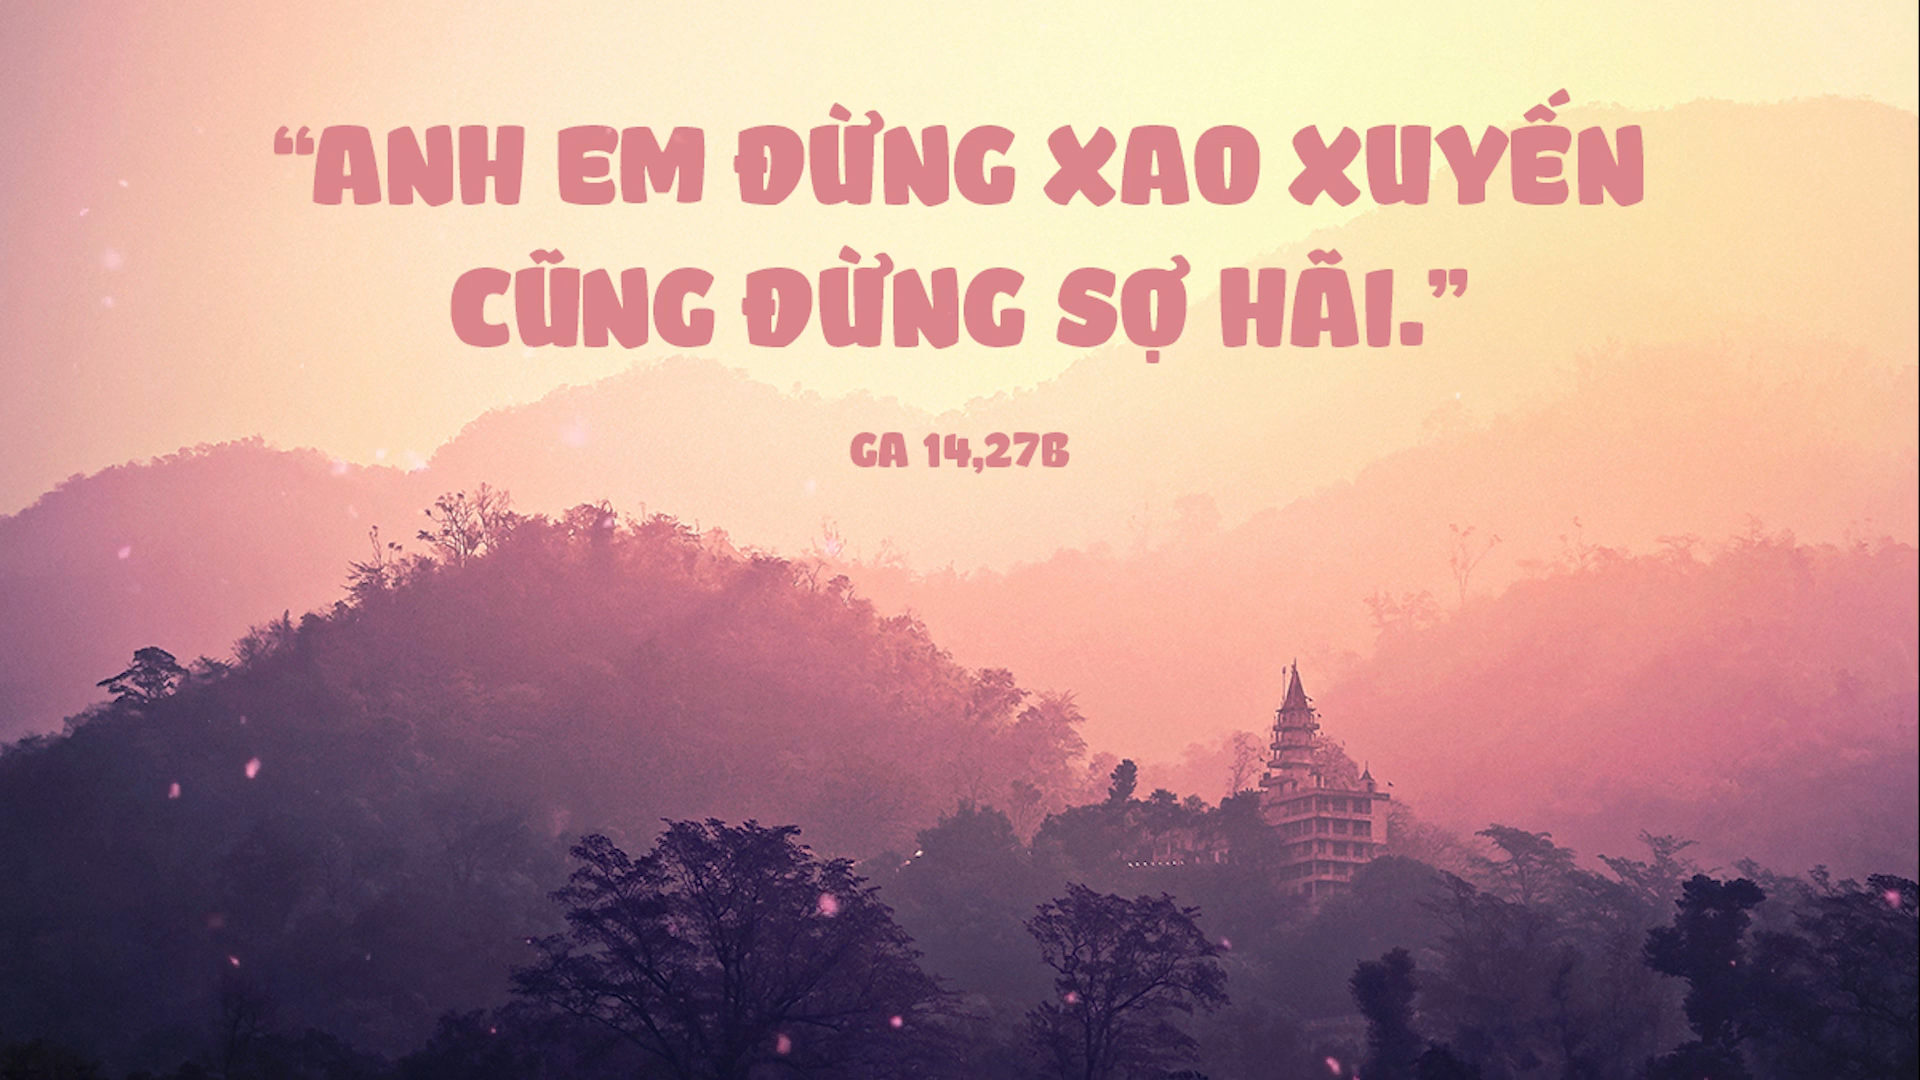 “ANH EM ĐỪNG XAO XUYẾN
CŨNG ĐỪNG SỢ HÃI.”
GA 14,27B